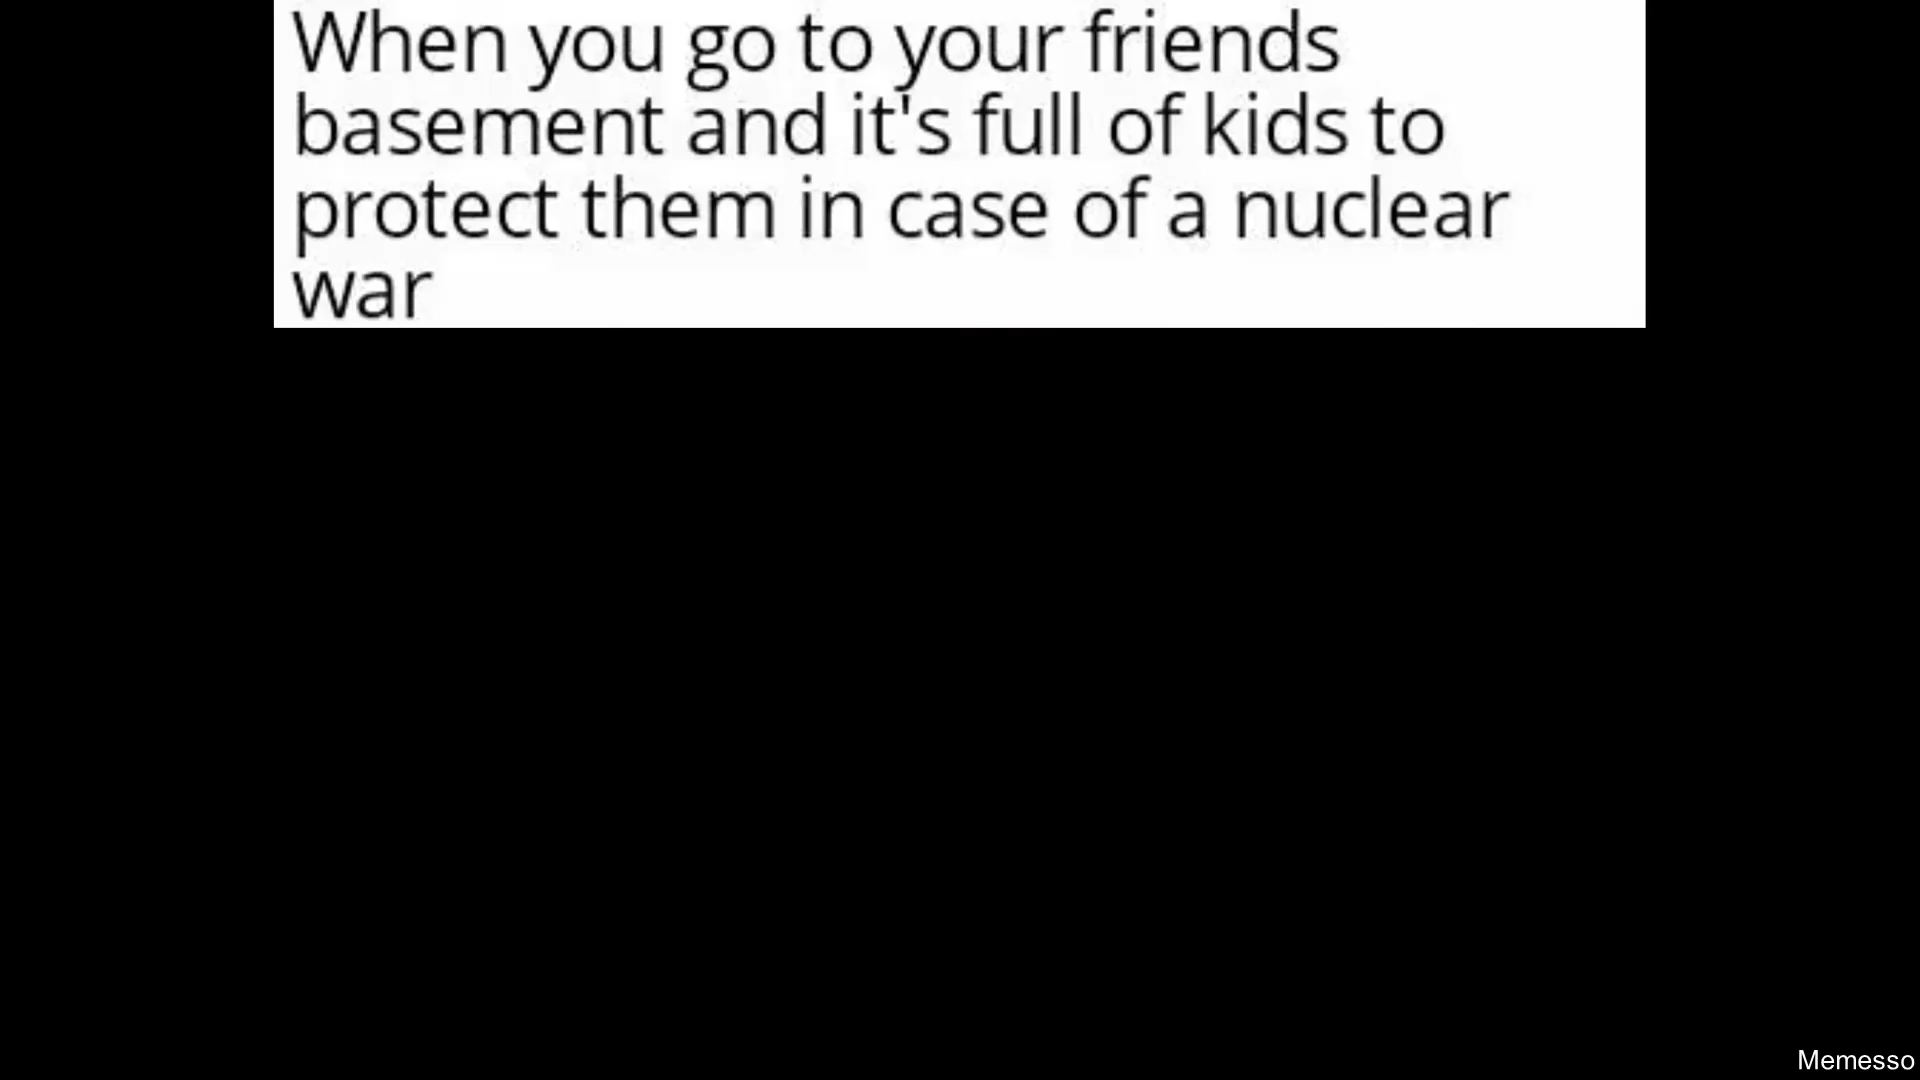 When you go to your friends
basement and it's full of kids to
protect them in case of a nuclear
war
Memesso